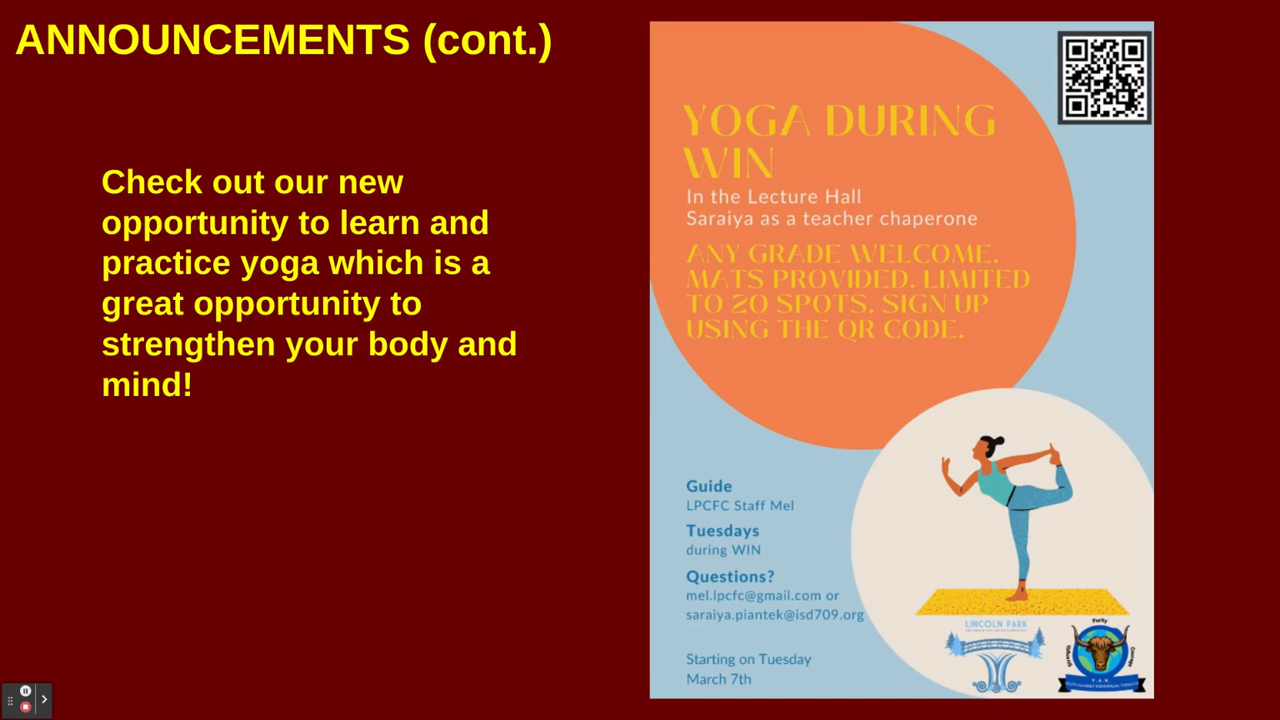 ANNOUNCEMENTS (cont.)
Check out our new
opportunity to learn and
practice yoga which is a
great opportunity to
strengthen your body and
mind!
YOGA DURING
WIN
In the Lecture Hall
Saraiya as a teacher chaperone
ANY GRADE WELCOME.
MATS PROVIDED. LIMITED
TO 20 SPOTS. SIGN UP
USING THE QR CODE.
Guide
LPCFC Staff Mel
Tuesdays
during WIN
Questions?
mel.lpcfc@gmail.com or
saraiya.piantek@isd709.org
Starting on Tuesday
March 7th
LINCOLN PARK
Purity
Courage
Y. A. K.